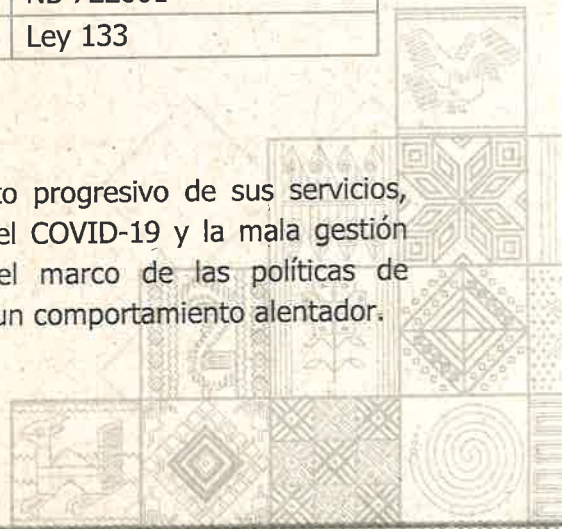 Ley 133
to progresivo de sus servicios,
el COVID-19 y la mala gestión
el marco de las políticas de
un comportamiento alentador.